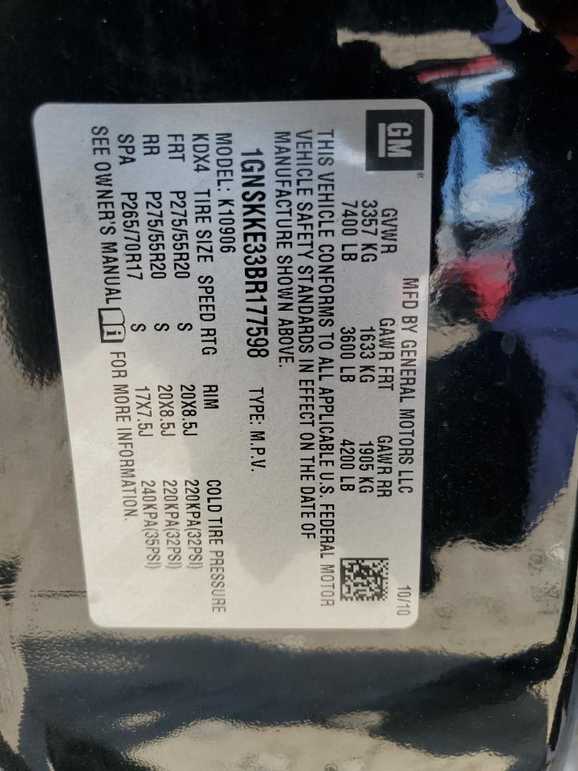 GM ®
MFD BY GENERAL MOTORS LLC 10/10
GVWR GAWR FRT GAWR RR
3357 KG 1633 KG 1905 KG
7400 LB 3600 LB 4200 LB
THIS VEHICLE CONFORMS TO ALL APPLICABLE U.S. FEDERAL MOTOR
VEHICLE SAFETY STANDARDS IN EFFECT ON THE DATE OF
MANUFACTURE SHOWN ABOVE.
1GNSKKE33BR177598 TYPE: M.P.V.
MODEL: K10906
KDX4 TIRE SIZE SPEED RTG RIM COLD TIRE PRESSURE
FRT P275/55R20 S 20X8.5J 220KPA(32PSI)
RR P275/55R20 S 20X8.5J 220KPA(32PSI)
SPA P265/70R17 S 17X7.5J 240KPA(35PSI)
SEE OWNER'S MANUAL FOR MORE INFORMATION.